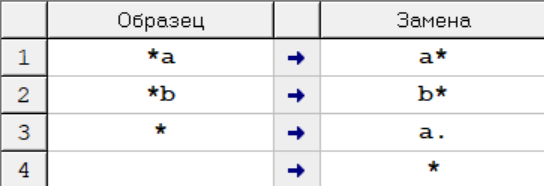 Образец Замена
1 *a → a*
2 *b → b*
3 * → a.
4 → *